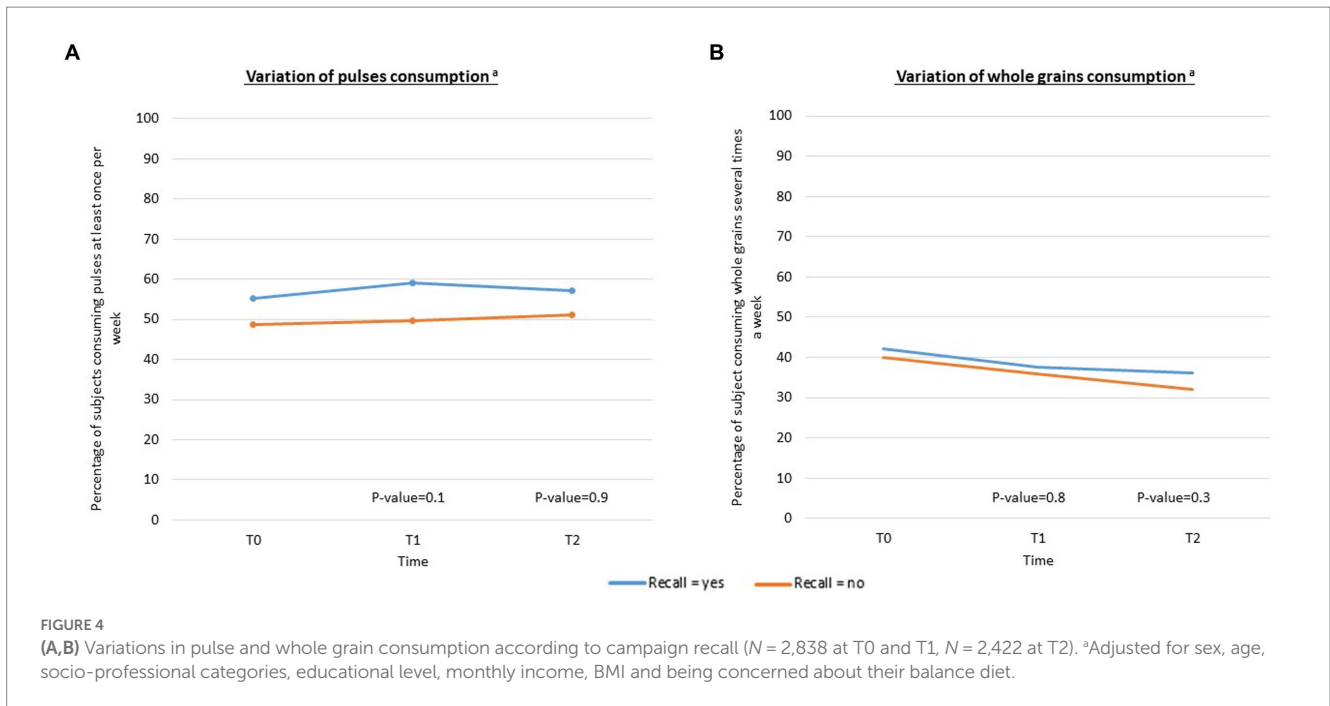 A
Variation of pulses consumption ª
Percentage of subjects consuming pulses at least once per
week
100
90
80
70
60
50
40
30
20
10
0
P-value=0.1
P-value=0.9
T0
T1
T2
Time
B
Variation of whole grains consumption ª
Percentage of subject consuming whole grains several times
a week
100
90
80
70
60
50
40
30
20
10
0
P-value=0.8
P-value=0.3
T0
T1
T2
Time
Recall = yes
Recall = no
FIGURE 4
(A,B) Variations in pulse and whole grain consumption according to campaign recall (N = 2,838 at T0 and T1, N = 2,422 at T2). ªAdjusted for sex, age,
socio-professional categories, educational level, monthly income, BMI and being concerned about their balance diet.